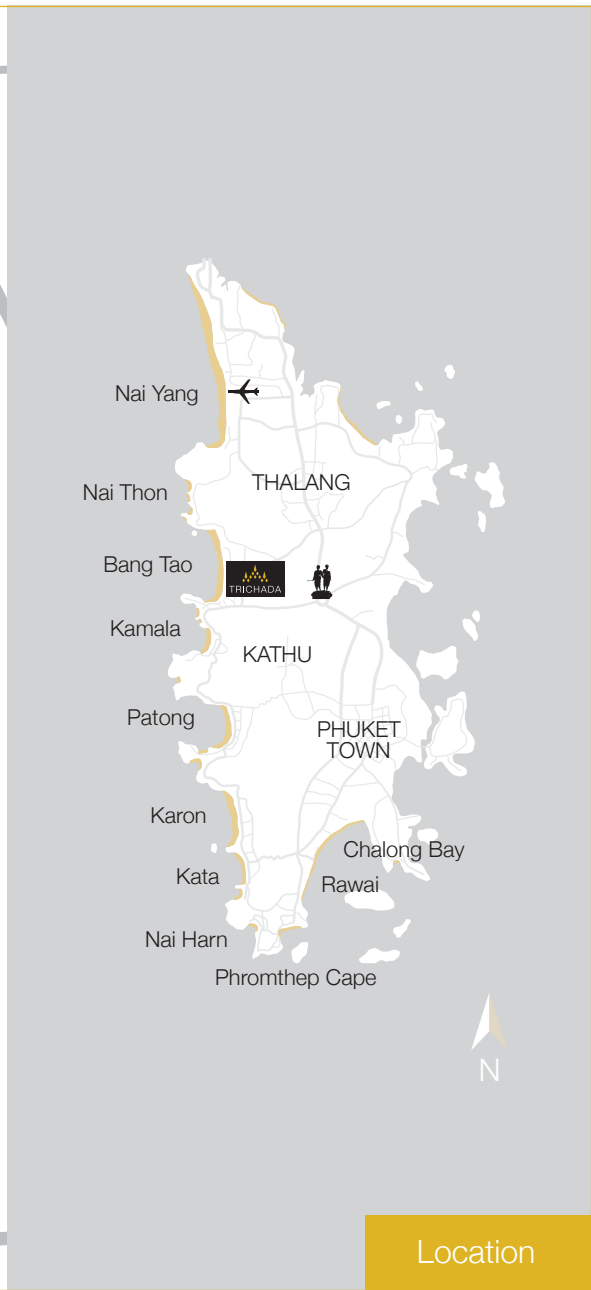 Nai Yang
THALANG
Nai Thon
Bang Tao
TRICHADA
Kamala
KATHU
Patong
PHUKET
TOWN
Karon
Chalong Bay
Kata
Rawai
Nai Harn
Phromthep Cape
N
Location